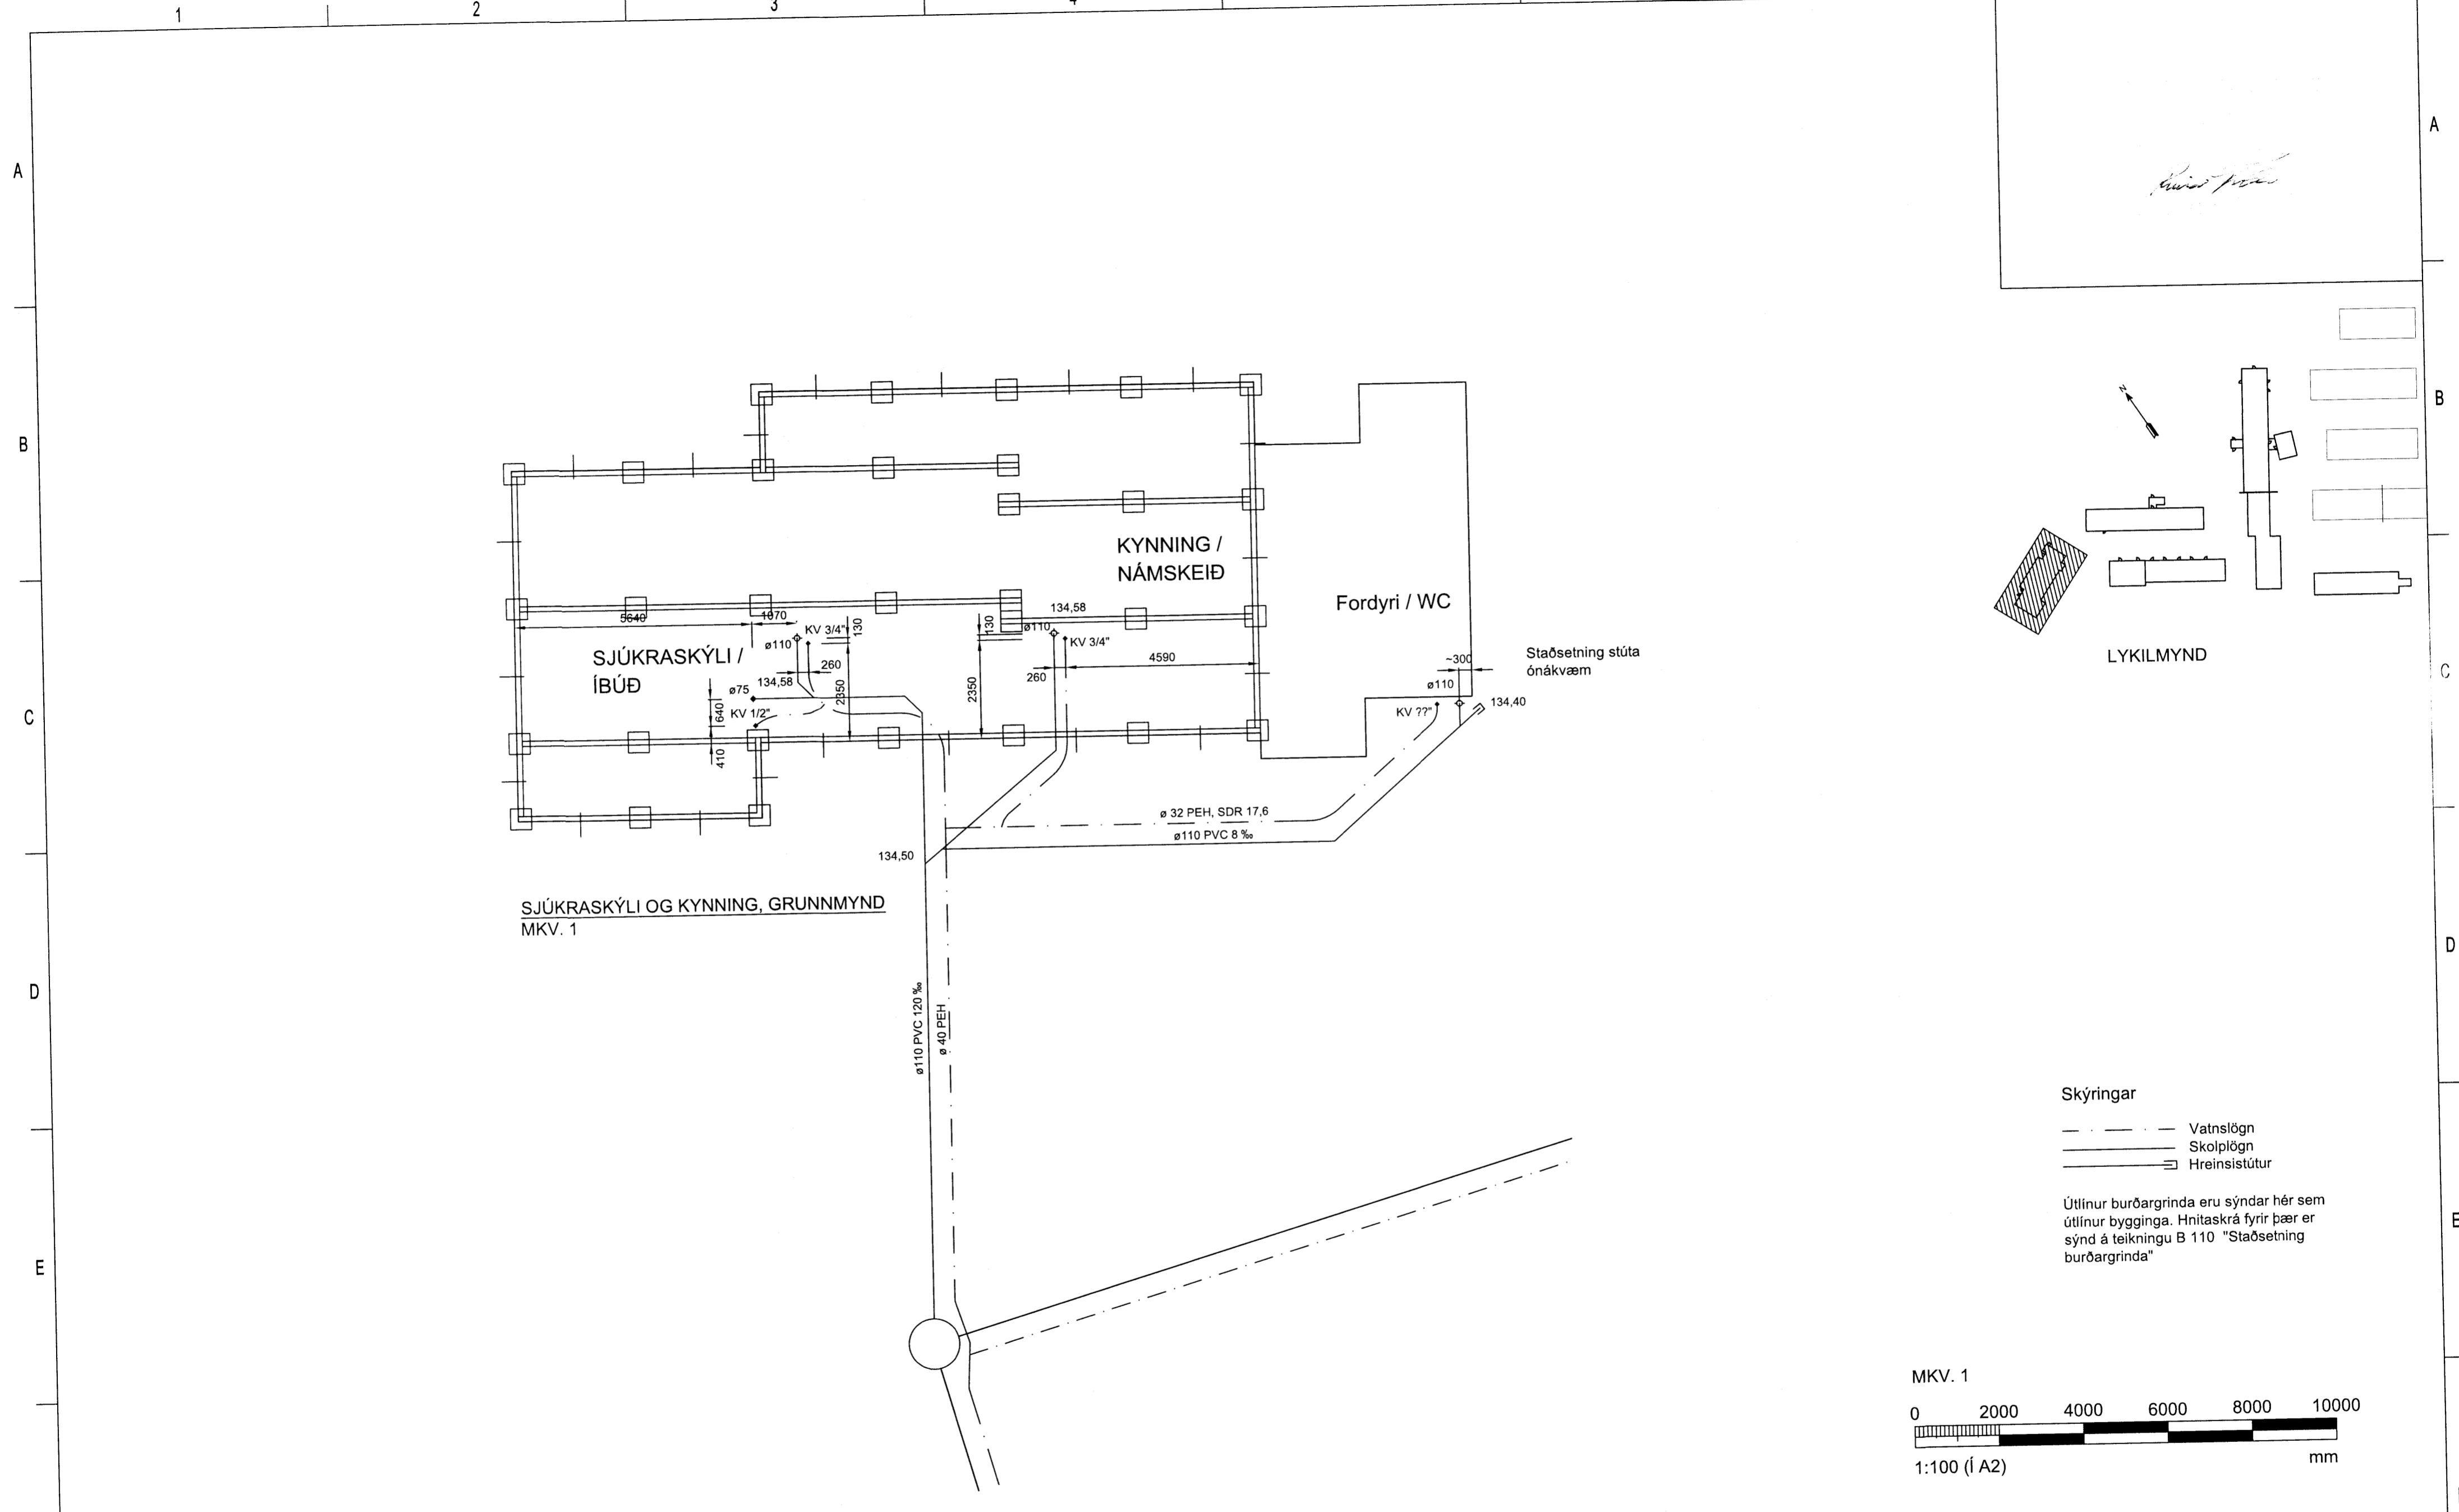 1
2
3
4
A
A
B
B
C
C
D
D
E
E
KYNNING /
NÁMSKEIÐ
Fordyri / WC
SJÚKRASKÝLI /
ÍBÚÐ
5640
1070
KV 3/4"
130
ø110
260
134,58
2350
ø75
640
KV 1/2"
410
134,58
130
ø110
KV 3/4"
4590
260
2350
~300
Staðsetning stúta
ónákvæm
ø110
KV ??"
134,40
ø 32 PEH, SDR 17,6
ø110 PVC 8 ‰
134,50
SJÚKRASKÝLI OG KYNNING, GRUNNMYND
MKV. 1
ø110 PVC 120 ‰
ø 40 PEH
N
LYKILMYND
Skýringar
Vatnslögn
Skolplögn
Hreinsistútur
Útlínur burðargrinda eru sýndar hér sem
útlínur bygginga. Hnitaskrá fyrir þær er
sýnd á teikningu B 110 "Staðsetning
burðargrinda"
MKV. 1
0 2000 4000 6000 8000 10000
1:100 (Í A2)
mm